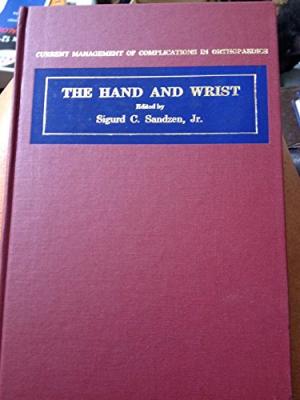 CURRENT MANAGEMENT OF COMPLICATIONS IN ORTHOPAEDICS
THE HAND AND WRIST
Edited by
Sigurd C. Sandzen, Jr.